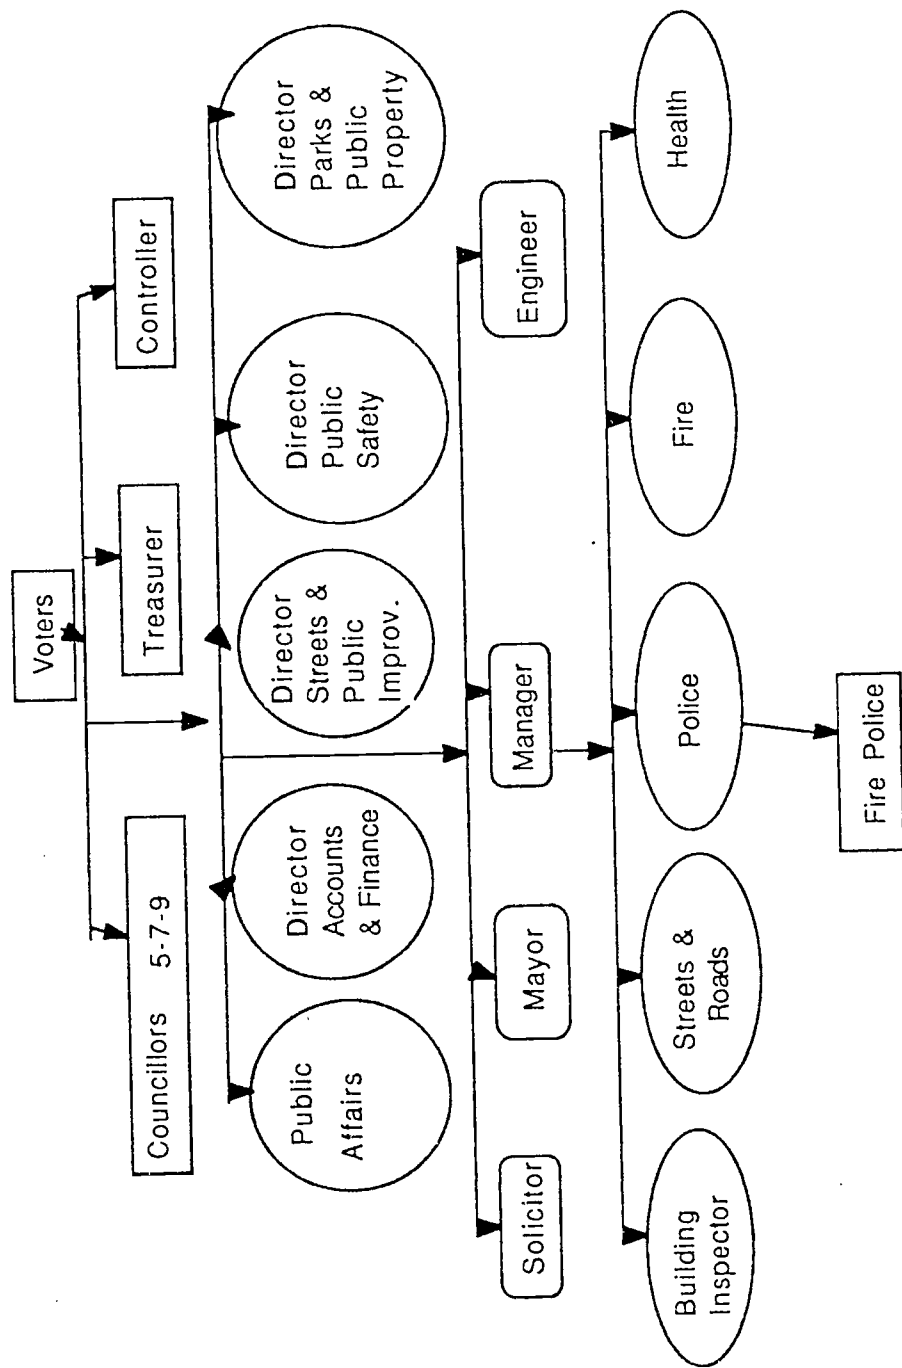 Voters
Councillors 5-7-9
Treasurer
Controller
Public
Affairs
Director
Accounts
& Finance
Director
Streets &
Public
Improv.
Director
Public
Safety
Director
Parks &
Public
Property
Solicitor
Mayor
Manager
Engineer
Building
Inspector
Streets &
Roads
Police
Fire
Health
Fire Police